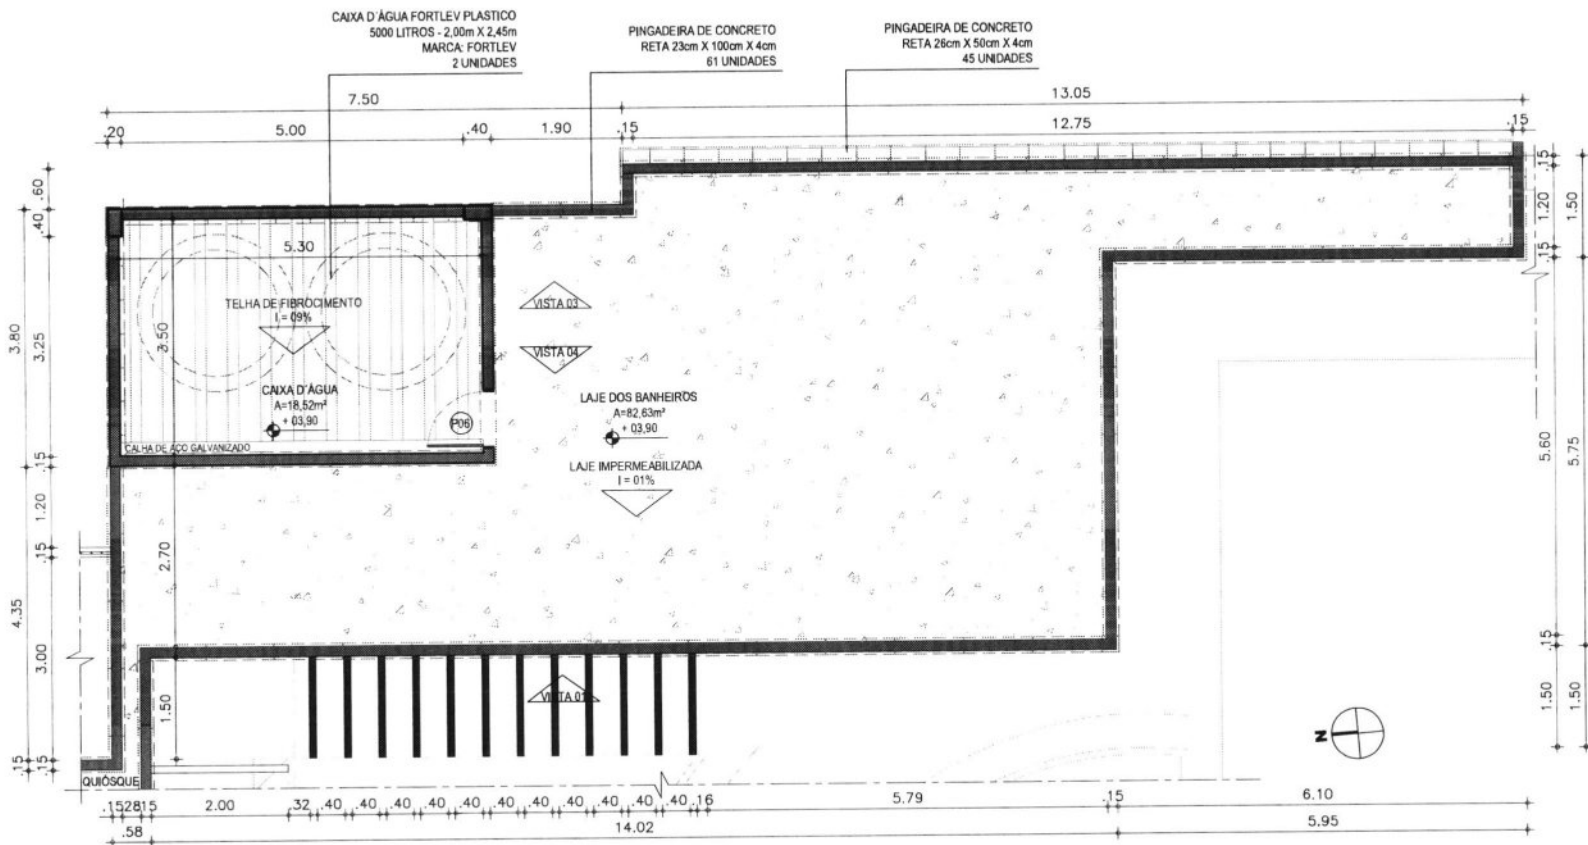 CAIXA D'ÁGUA FORTLEV PLASTICO
5000 LITROS - 2,00m X 2,45m
MARCA: FORTLEV
2 UNIDADES
PINGADEIRA DE CONCRETO
RETA 23cm X 100cm X 4cm
61 UNIDADES
PINGADEIRA DE CONCRETO
RETA 26cm X 50cm X 4cm
45 UNIDADES
7.50
13.05
.20
5.00
.40
1.90
.15
12.75
.15
.60
.40
3.80
3.25
.15
1.20
.15
4.35
3.00
.15
.15
5.30
TELHA DE FIBROCIMENTO
I = 09%
3.50
CAIXA D'ÁGUA
A=18,52m²
+ 03,90
P06
CALHA DE AÇO GALVANIZADO
VISTA 03
VISTA 04
LAJE DOS BANHEIROS
A=82,63m²
+ 03,90
LAJE IMPERMEABILIZADA
I = 01%
2.70
1.50
VISTA 01
QUIOSQUE
N
.15
1.20
1.50
.15
5.60
5.75
.15
1.50
1.50
.15
.28
.15
2.00
.32
.40
.40
.40
.40
.40
.40
.40
.40
.40
.40
.40
.16
5.79
.15
6.10
.58
14.02
5.95